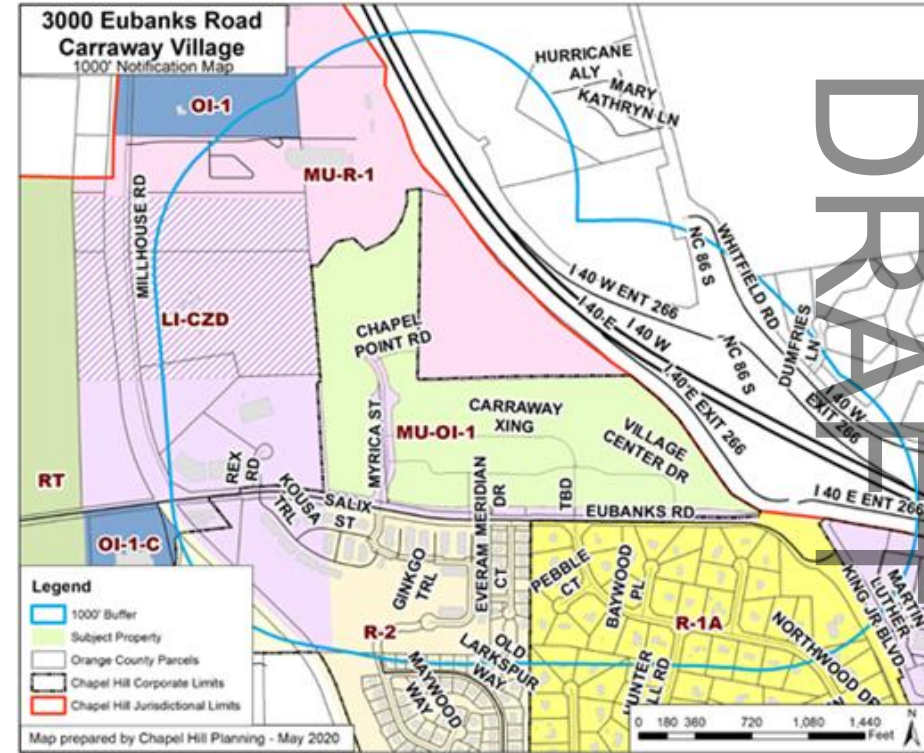 3000 Eubanks Road
Carraway Village
1000' Notification Map
HURRICANE
ALY
MARY
KATHRYN LN
OI-1
MU-R-1
MILLHOUSE RD
NC 86 S
WHITFIELD RD
I 40 W ENT 266
I 40 E
I 40 W
NC 86 S
DUMFRIES
LN
LI-CZD
CHAPEL
POINT RD
I 40 E EXIT 266
I 40 W
EXIT 266
CARRAWAY
XING
MYRICA ST
MU-OI-1
VILLAGE
CENTER DR
RT
REX
RD
KOUSA
TRL
SALIX
ST
EVERAM
CT
MERIDIAN
DR
TBD
EUBANKS RD
I 40 E ENT 266
OI-1-C
GINKGO
TRL
PEBBLE
CT
BAYWOOD
PL
R-1A
MARTIN
LUTHER
KING JR BLVD
R-2
OLD
LARKSPUR
WAY
MAYWOOD
WAY
NORTHWOOD DR
Legend
1000' Buffer
Subject Property
Orange County Parcels
Chapel Hill Corporate Limits
Chapel Hill Jurisdictional Limits
Map prepared by Chapel Hill Planning - May 2020
0 180 360 720 1,080 1,440
Feet
N
DRAFT